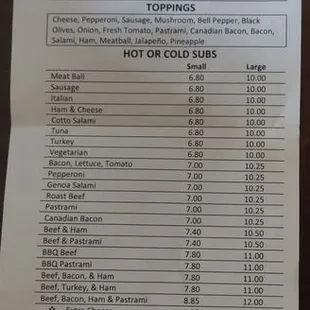 TOPPINGS
Cheese, Pepperoni, Sausage, Mushroom, Bell Pepper, Black
Olives, Onion, Fresh Tomato, Pastrami, Canadian Bacon, Bacon,
Salami, Ham, Meatball, Jalapeño, Pineapple
HOT OR COLD SUBS
Small Large
Meat Ball 6.80 10.00
Sausage 6.80 10.00
Italian 6.80 10.00
Ham & Cheese 6.80 10.00
Cotto Salami 6.80 10.00
Tuna 6.80 10.00
Turkey 6.80 10.00
Vegetarian 6.80 10.00
Bacon, Lettuce, Tomato 7.00 10.25
Pepperoni 7.00 10.25
Genoa Salami 7.00 10.25
Roast Beef 7.00 10.25
Pastrami 7.00 10.25
Canadian Bacon 7.00 10.25
Beef & Ham 7.40 10.50
Beef & Pastrami 7.40 10.50
BBQ Beef 7.80 11.00
BBQ Pastrami 7.80 11.00
Beef, Bacon, & Ham 7.80 11.00
Beef, Turkey, & Ham 7.80 11.00
Beef, Bacon, Ham & Pastrami 8.85 12.00